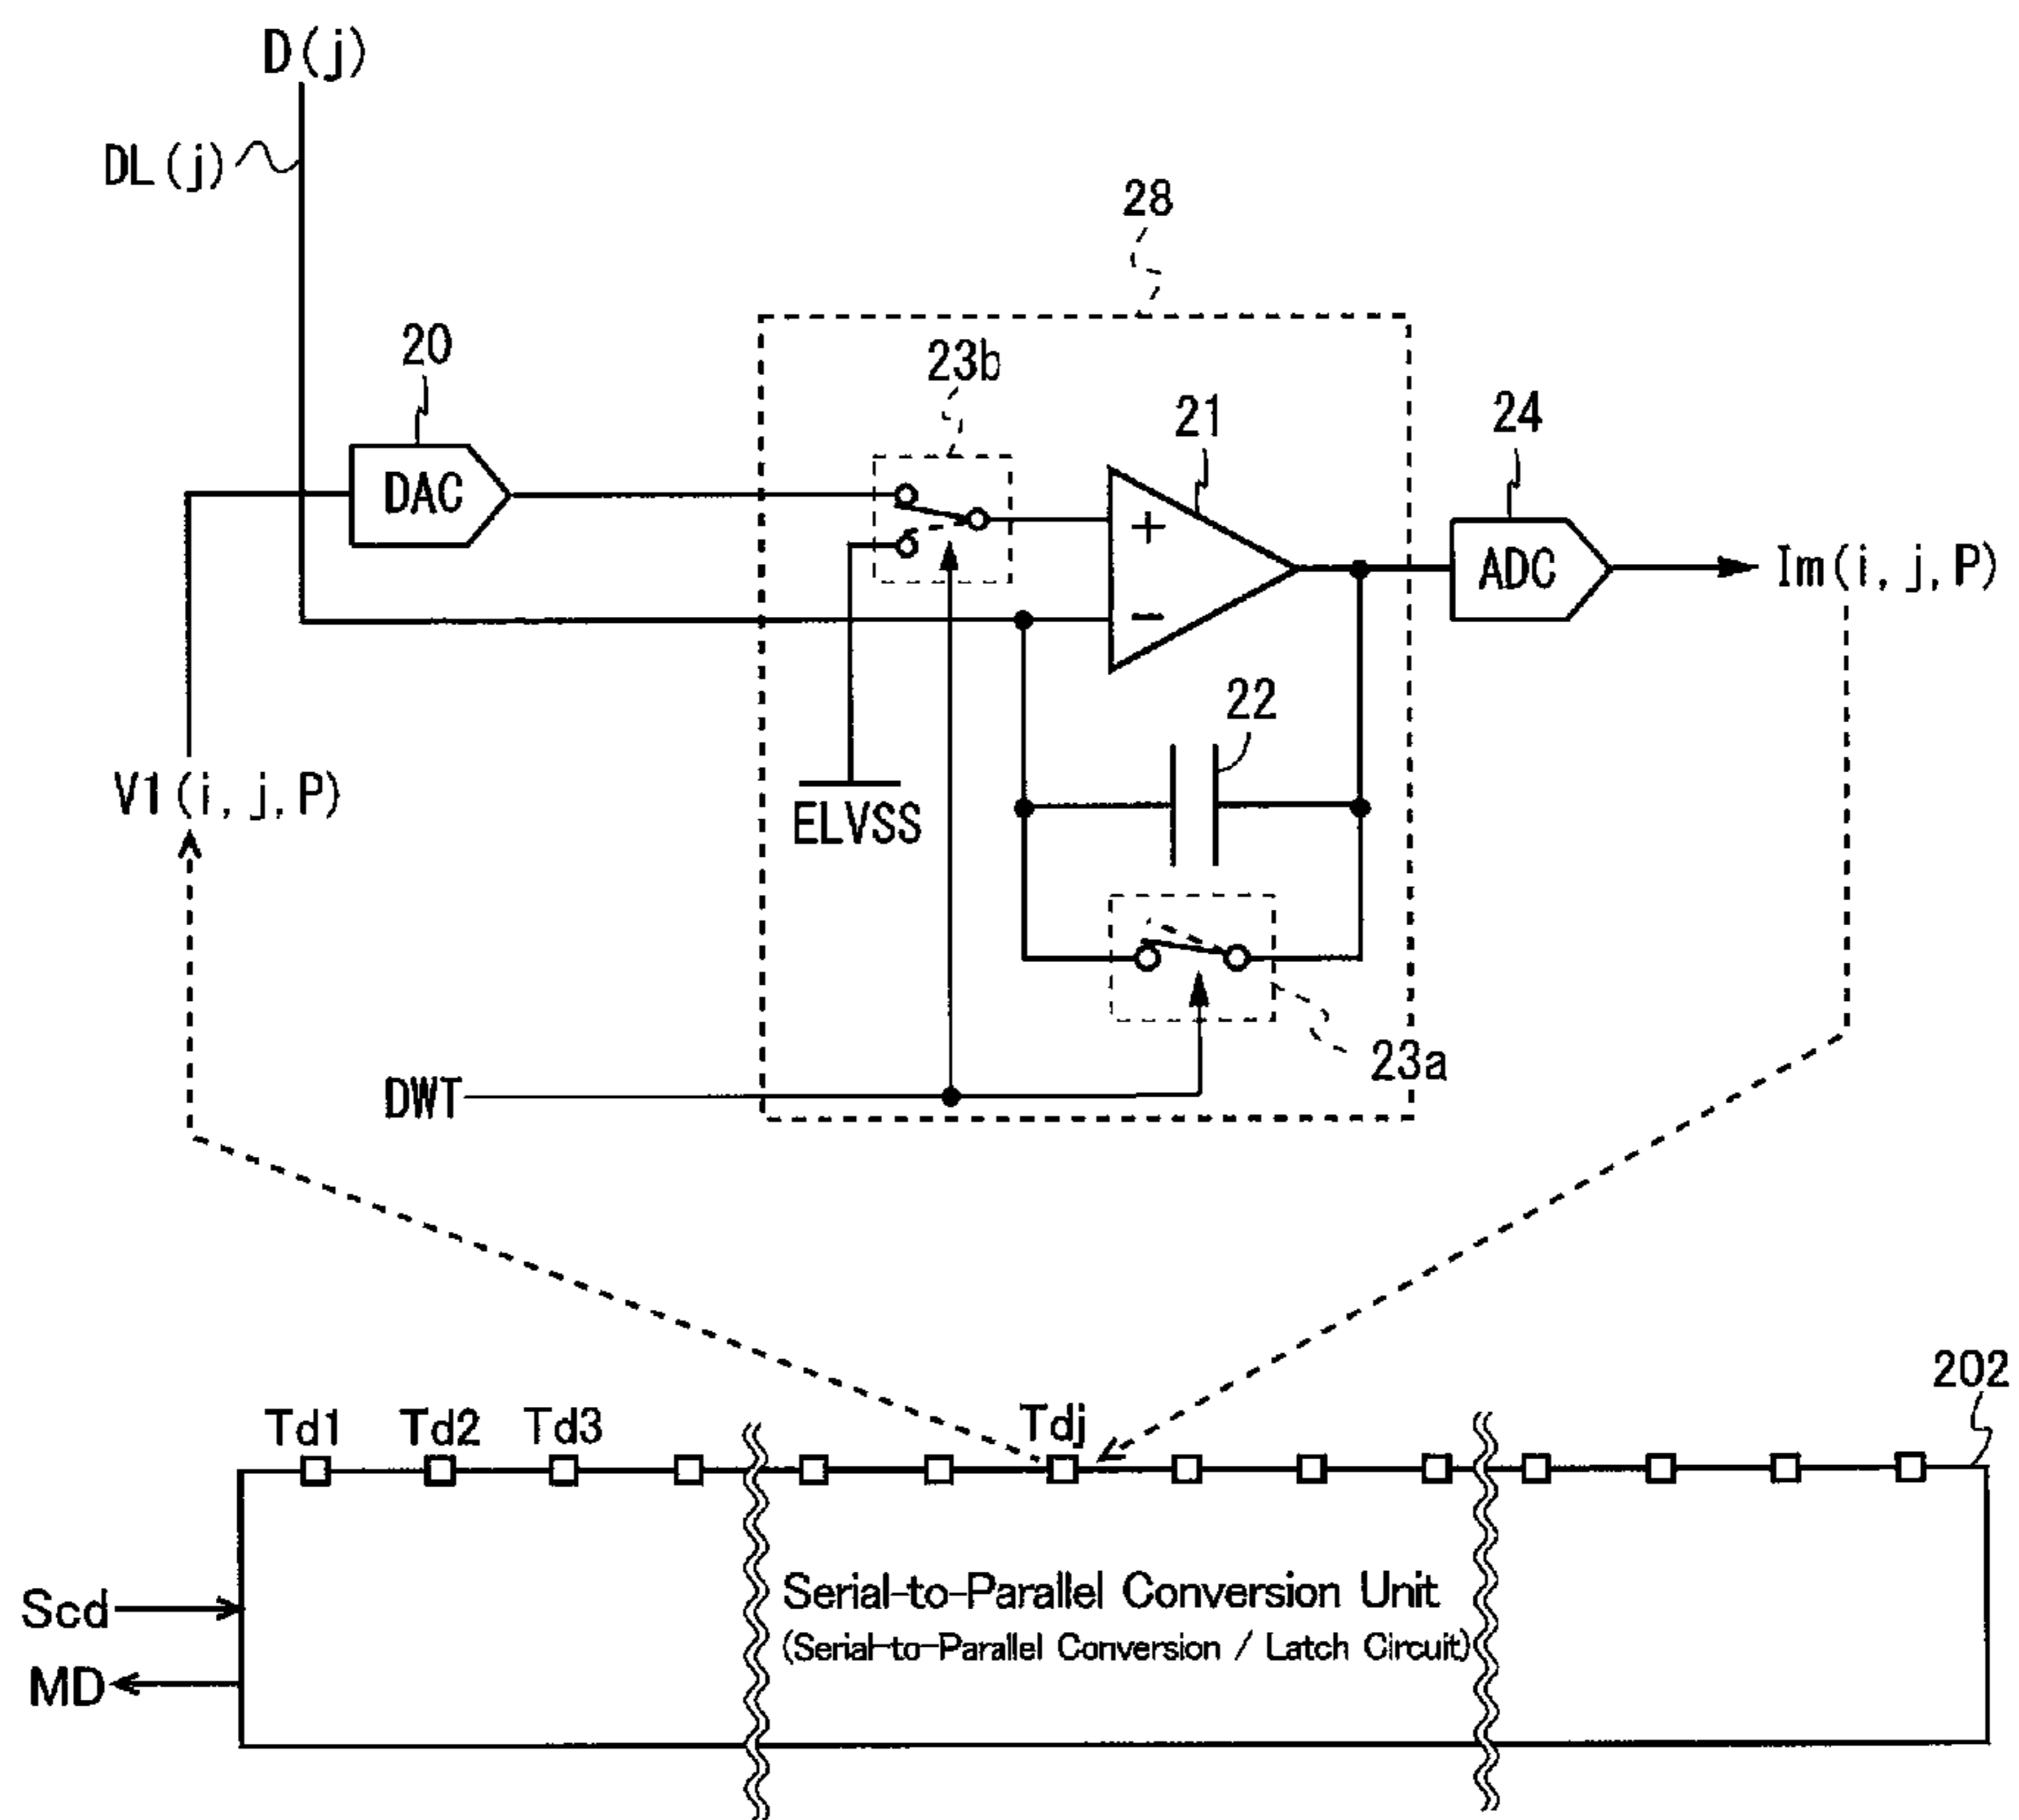 D(j)
DL(j)
28
20
23b
21
24
DAC
+
ADC
Im(i, j, P)
−
22
V1(i, j, P)
ELVSS
23a
DWT
202
Td1 Td2 Td3 Tdj
Serial-to-Parallel Conversion Unit
Scd
(Serial-to-Parallel Conversion / Latch Circuit)
MD